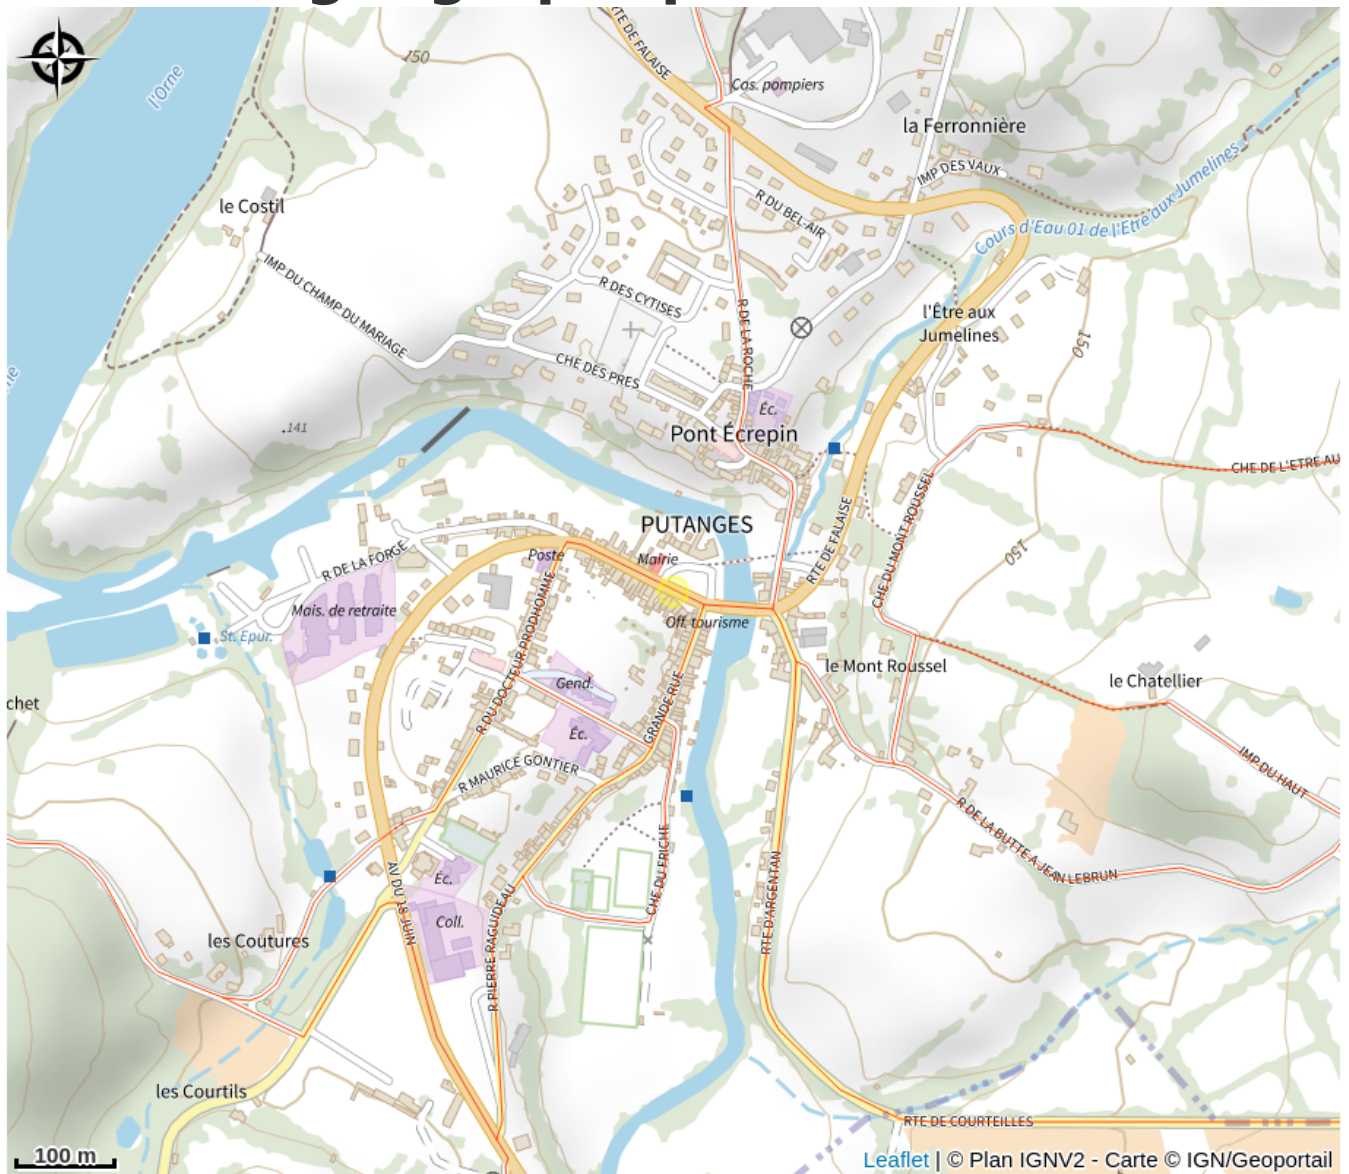 RTE DE FALAISE
750
l'Orne
Cas. pompiers
la Ferronnière
IMP DES VAUX
le Costil
R DU BEL-AIR
Cours d'Eau 01 de l'Etre aux Jumelines
IMP DU CHAMP DU MARIAGE
R DES CYTISES
R DE LA ROCHE
l'Être aux
Jumelines
150
CHE DES PRES
Éc.
.141
Pont Écrepin
CHE DE L'ETRE AU
CHE DU MONT ROUSSEL
PUTANGES
RTE DE FALAISE
150
Poste
Mairie
R DE LA FORGE
Mais. de retraite
Off. tourisme
St. Epur.
R DU DOCTEUR PRODHOMME
le Mont Roussel
le Chatellier
Gend.
GRANDE RUE
chet
Éc.
IMP DU HAUT
R MAURICE GONTIER
R DE LA BUTTE A JEAN LEBRUN
CHE DU FRICHE
RTE D'ARGENTAN
AV DU 18 JUIN
Éc.
Coll.
R PIERRE RAGUIDEAU
les Coutures
les Courtils
RTE DE COURTEILLES
100 m
Leaflet | © Plan IGNV2 - Carte © IGN/Geoportail